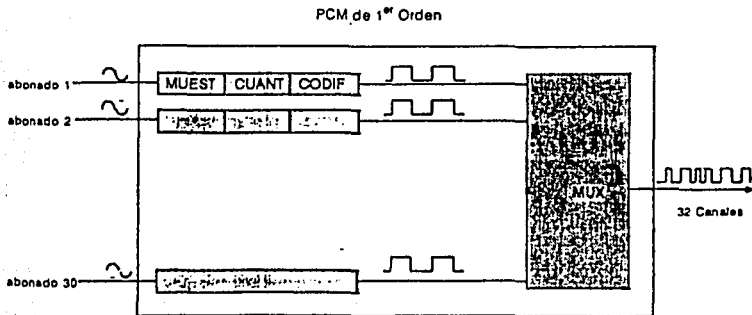 PCM de 1er Orden
abonado 1
MUEST CUANT CODIF
abonado 2
MUX
32 Canales
abonado 30